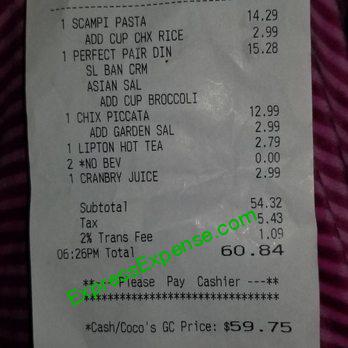 1 SCAMPI PASTA 14.29
ADD CUP CHX RICE 2.99
1 PERFECT PAIR DIN 15.28
SL BAN CRM
ASIAN SAL
ADD CUP BROCCOLI
1 CHIX PICCATA 12.99
ADD GARDEN SAL 2.99
1 LIPTON HOT TEA 2.79
2 *NO BEV 0.00
1 CRANBRY JUICE 2.99
Subtotal 54.32
Tax 5.43
2% Trans Fee 1.09
06:26PM Total 60.84
ExpressExpense.com
**--- Please Pay Cashier ---**
*******************************
*Cash/Coco's GC Price: $59.75